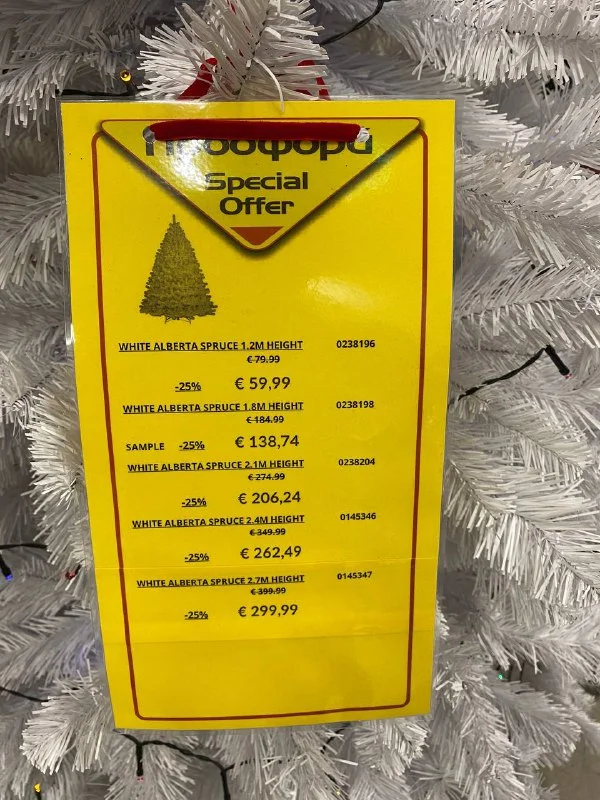 Προσφορά
Special
Offer
WHITE ALBERTA SPRUCE 1.2M HEIGHT 0238196
€ 79.99
-25% € 59,99
WHITE ALBERTA SPRUCE 1.8M HEIGHT 0238198
€ 184.99
SAMPLE -25% € 138,74
WHITE ALBERTA SPRUCE 2.1M HEIGHT 0238204
€ 274.99
-25% € 206,24
WHITE ALBERTA SPRUCE 2.4M HEIGHT 0145346
€ 349.99
-25% € 262,49
WHITE ALBERTA SPRUCE 2.7M HEIGHT 0145347
€ 399.99
-25% € 299,99